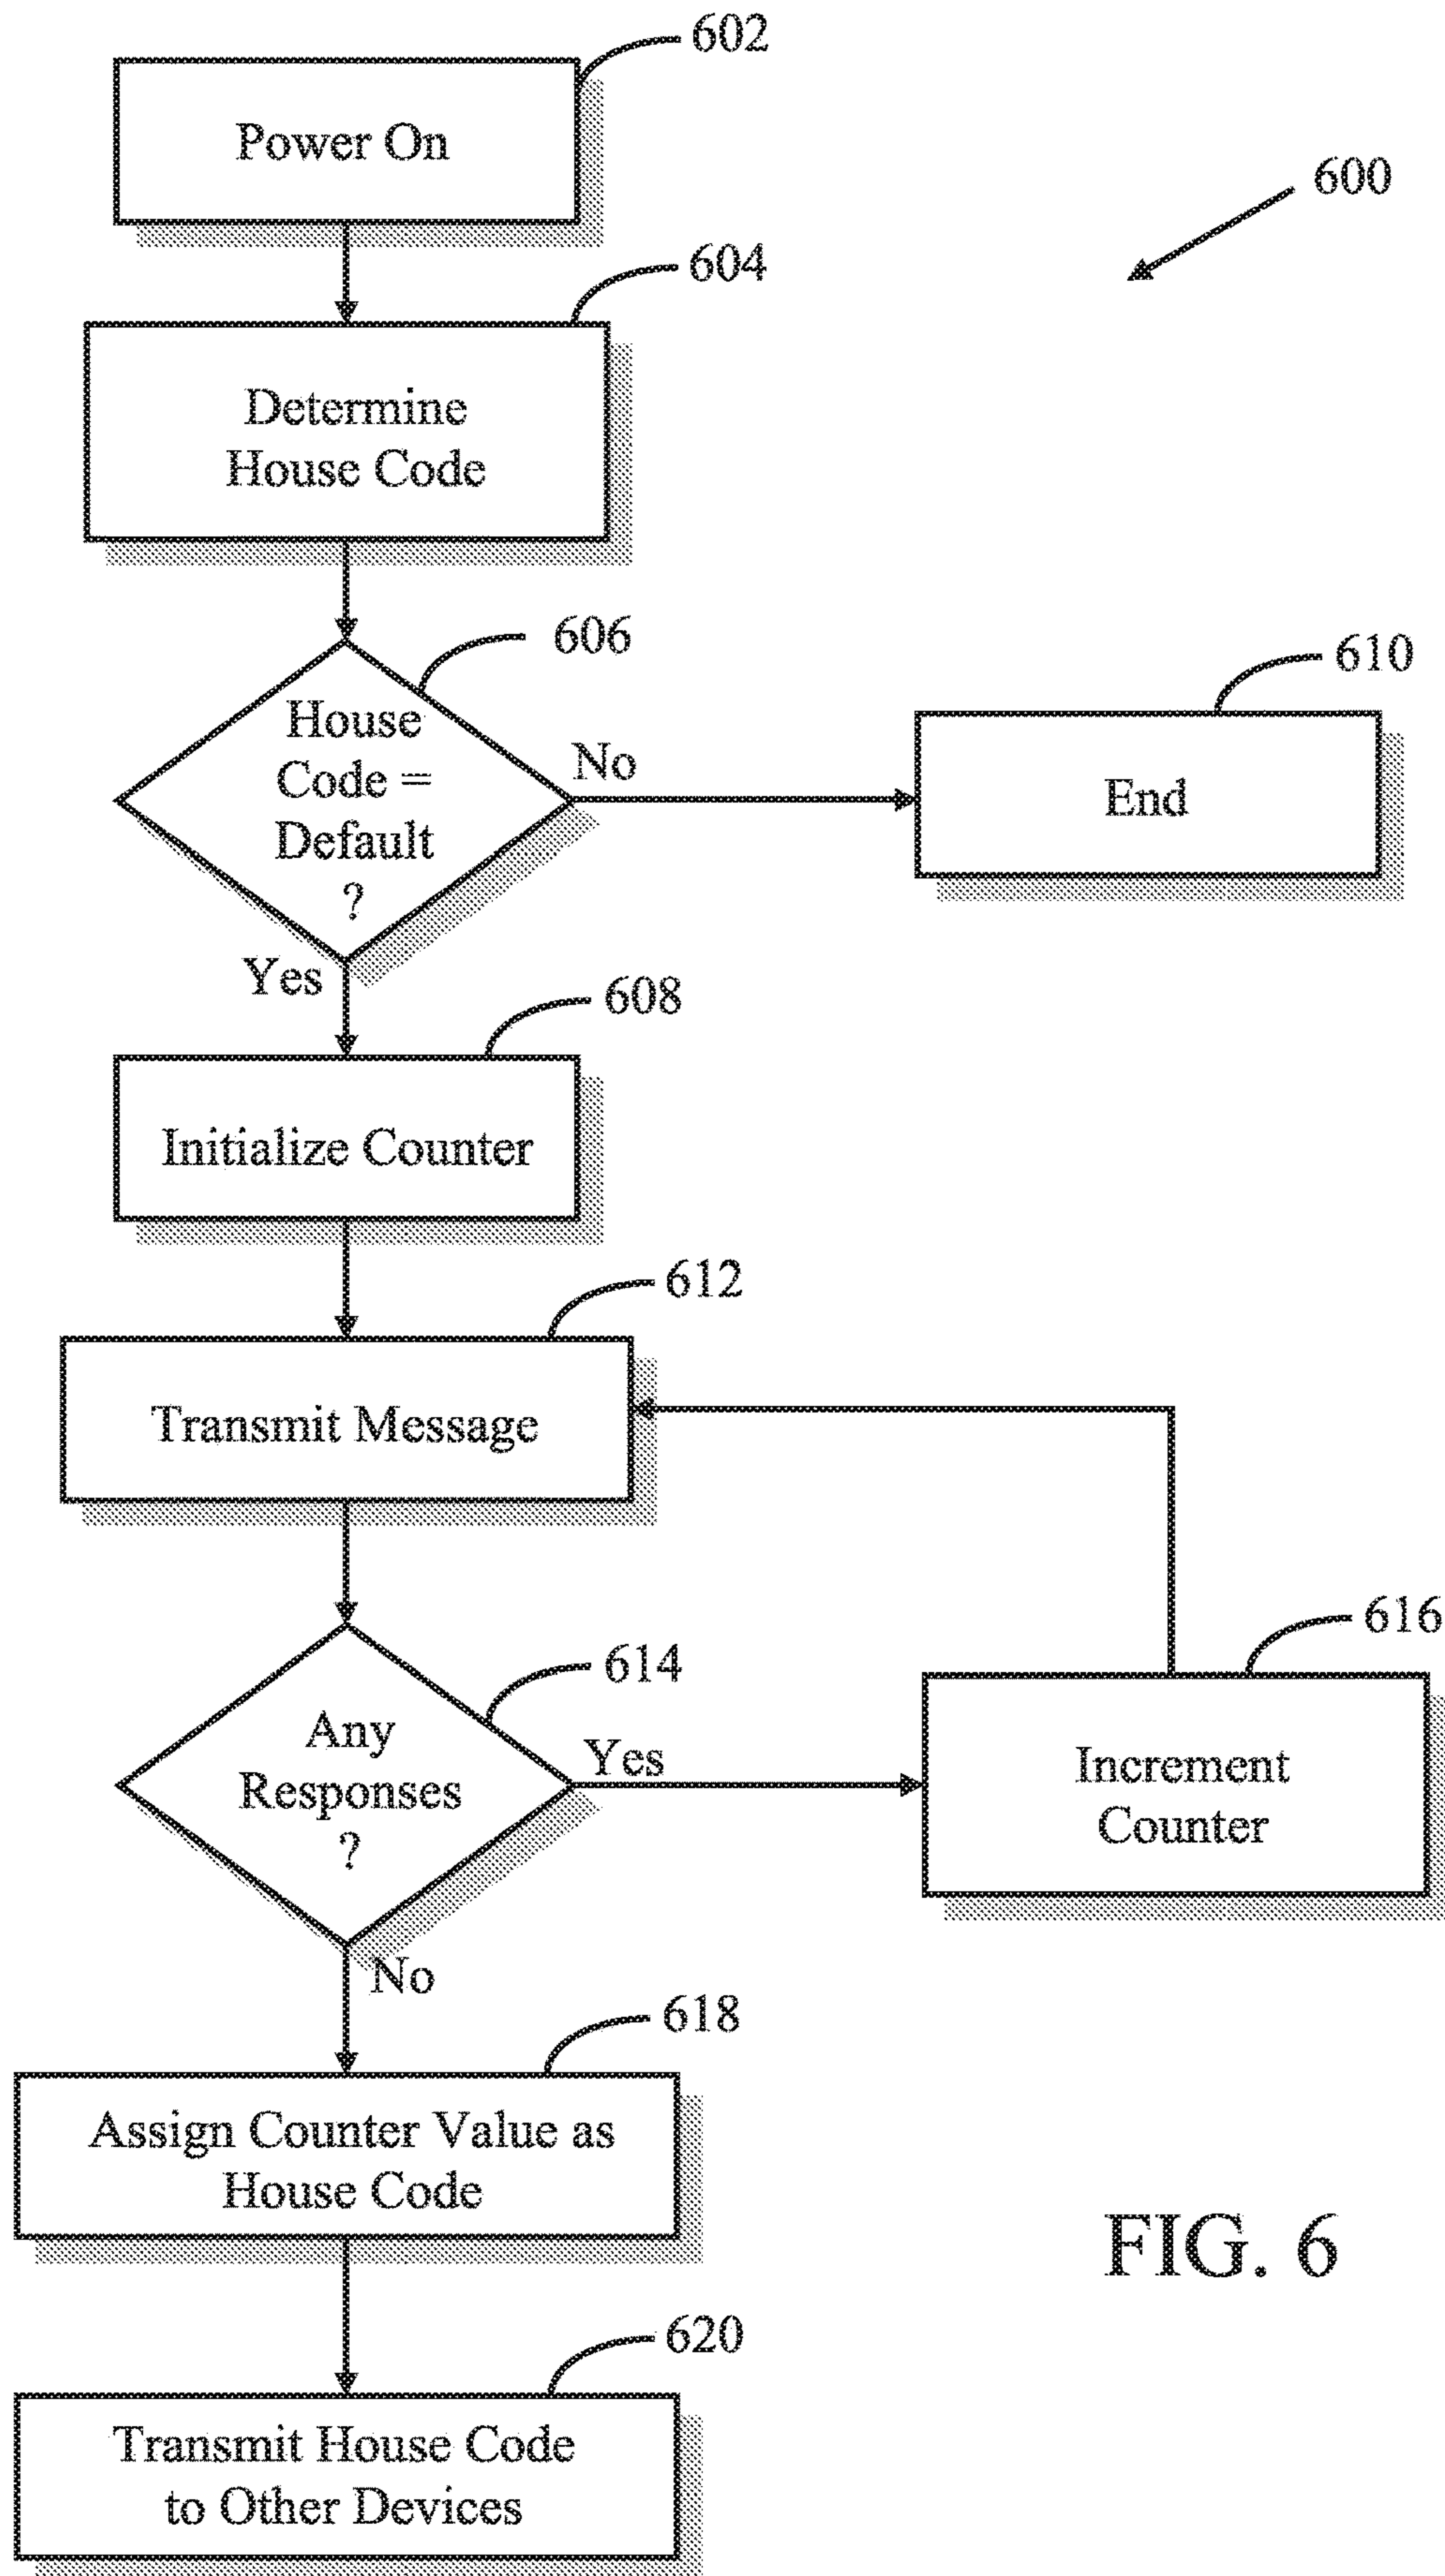 602
Power On
600
604
Determine
House Code
606
House
Code =
Default
?
No
610
End
Yes
608
Initialize Counter
612
Transmit Message
614
Any
Responses
?
Yes
616
Increment
Counter
No
618
Assign Counter Value as
House Code
FIG. 6
620
Transmit House Code
to Other Devices